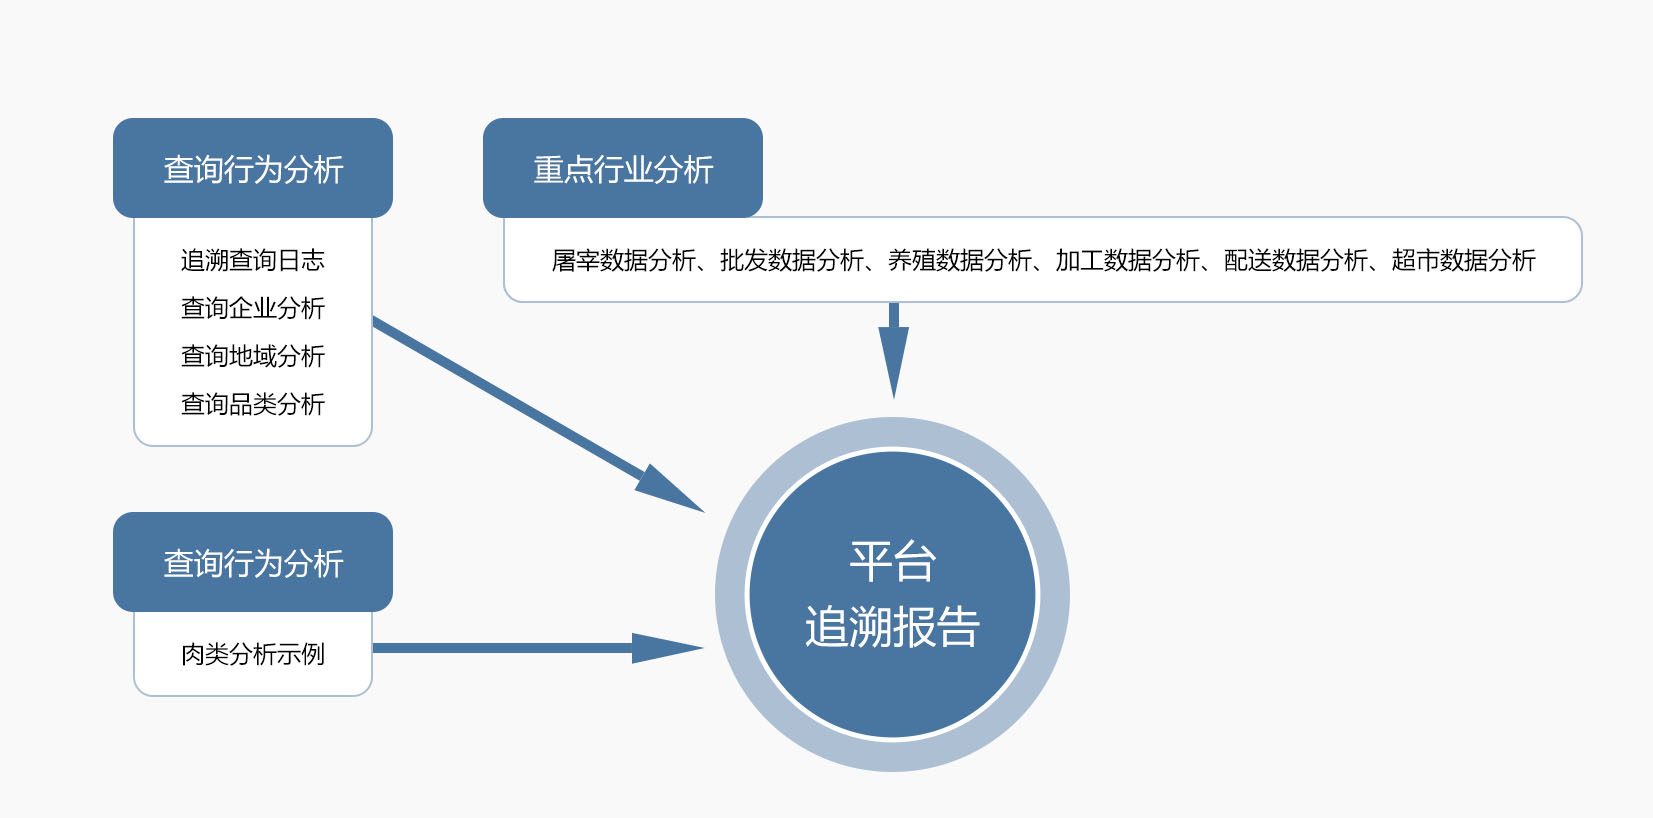 查询行为分析
追溯查询日志
查询企业分析
查询地域分析
查询品类分析
重点行业分析
屠宰数据分析、批发数据分析、养殖数据分析、加工数据分析、配送数据分析、超市数据分析
查询行为分析
肉类分析示例
平台
追溯报告